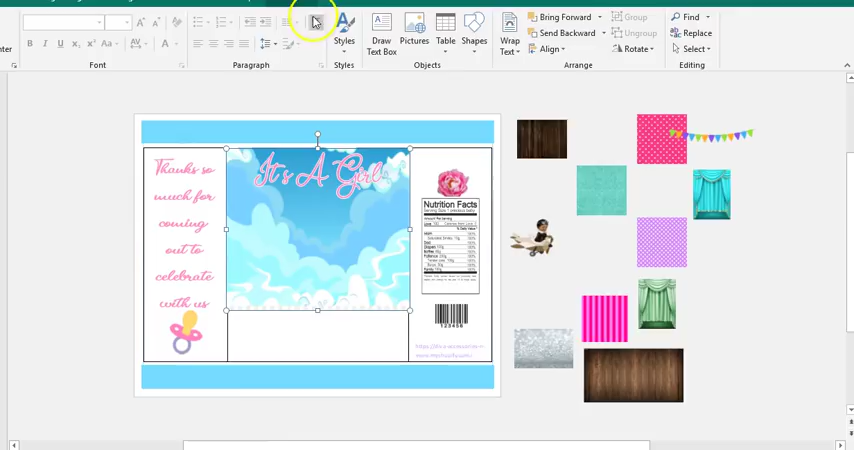 Styles
Draw
Text Box
Pictures
Table
Shapes
Wrap
Text
Bring Forward
Send Backward
Align
Group
Ungroup
Rotate
Find
Replace
Select
Font
Paragraph
Styles
Objects
Arrange
Editing
B I U
Aa
A
Thanks so
much for
coming
out to
celebrate
with us
It's A Girl
Nutrition Facts
123456